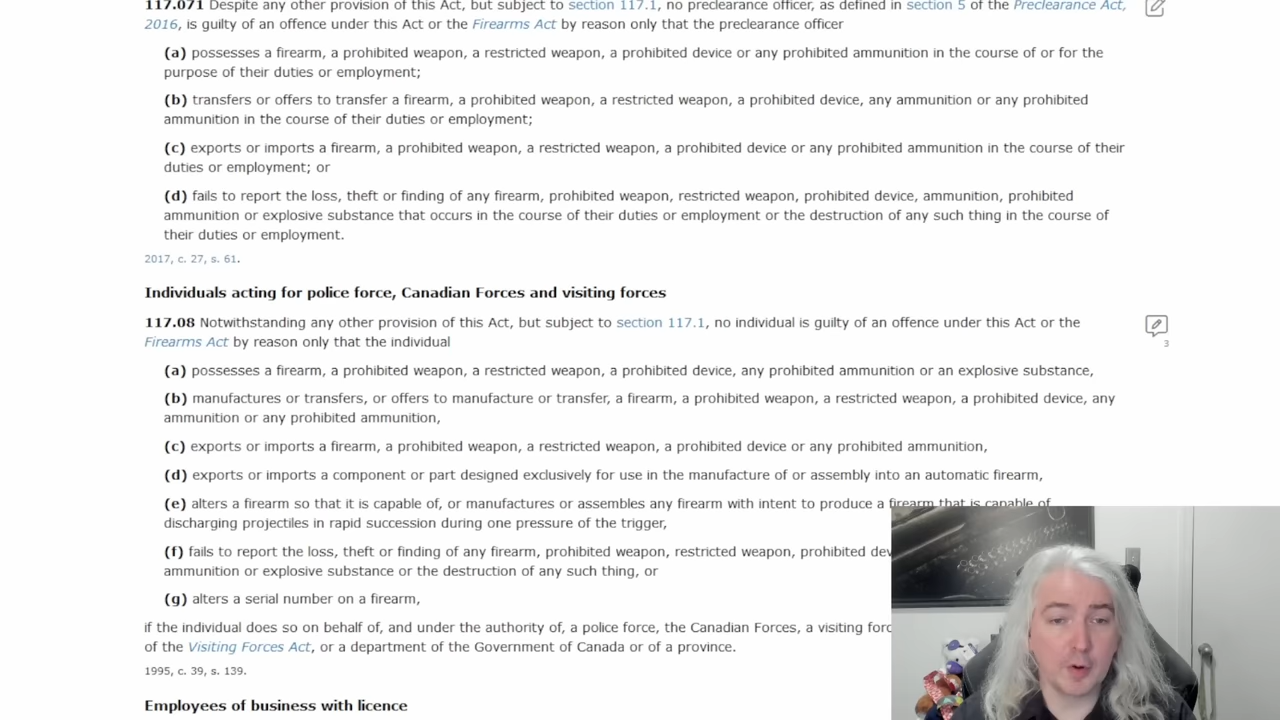 117.071 Despite any other provision of this Act, but subject to section 117.1, no preclearance officer, as defined in section 5 of the Preclearance Act,
2016, is guilty of an offence under this Act or the Firearms Act by reason only that the preclearance officer
(a) possesses a firearm, a prohibited weapon, a restricted weapon, a prohibited device or any prohibited ammunition in the course of or for the
purpose of their duties or employment;
(b) transfers or offers to transfer a firearm, a prohibited weapon, a restricted weapon, a prohibited device, any ammunition or any prohibited
ammunition in the course of their duties or employment;
(c) exports or imports a firearm, a prohibited weapon, a restricted weapon, a prohibited device or any prohibited ammunition in the course of their
duties or employment; or
(d) fails to report the loss, theft or finding of any firearm, prohibited weapon, restricted weapon, prohibited device, ammunition, prohibited
ammunition or explosive substance that occurs in the course of their duties or employment or the destruction of any such thing in the course of
their duties or employment.
2017, c. 27, s. 61.
Individuals acting for police force, Canadian Forces and visiting forces
117.08 Notwithstanding any other provision of this Act, but subject to section 117.1, no individual is guilty of an offence under this Act or the
Firearms Act by reason only that the individual
3
(a) possesses a firearm, a prohibited weapon, a restricted weapon, a prohibited device, any prohibited ammunition or an explosive substance,
(b) manufactures or transfers, or offers to manufacture or transfer, a firearm, a prohibited weapon, a restricted weapon, a prohibited device, any
ammunition or any prohibited ammunition,
(c) exports or imports a firearm, a prohibited weapon, a restricted weapon, a prohibited device or any prohibited ammunition,
(d) exports or imports a component or part designed exclusively for use in the manufacture of or assembly into an automatic firearm,
(e) alters a firearm so that it is capable of, or manufactures or assembles any firearm with intent to produce a firearm that is capable of
discharging projectiles in rapid succession during one pressure of the trigger,
(f) fails to report the loss, theft or finding of any firearm, prohibited weapon, restricted weapon, prohibited
ammunition or explosive substance or the destruction of any such thing, or
(g) alters a serial number on a firearm,
if the individual does so on behalf of, and under the authority of, a police force, the Canadian Forces, a visiting
of the Visiting Forces Act, or a department of the Government of Canada or of a province.
1995, c. 39, s. 139.
Employees of business with licence